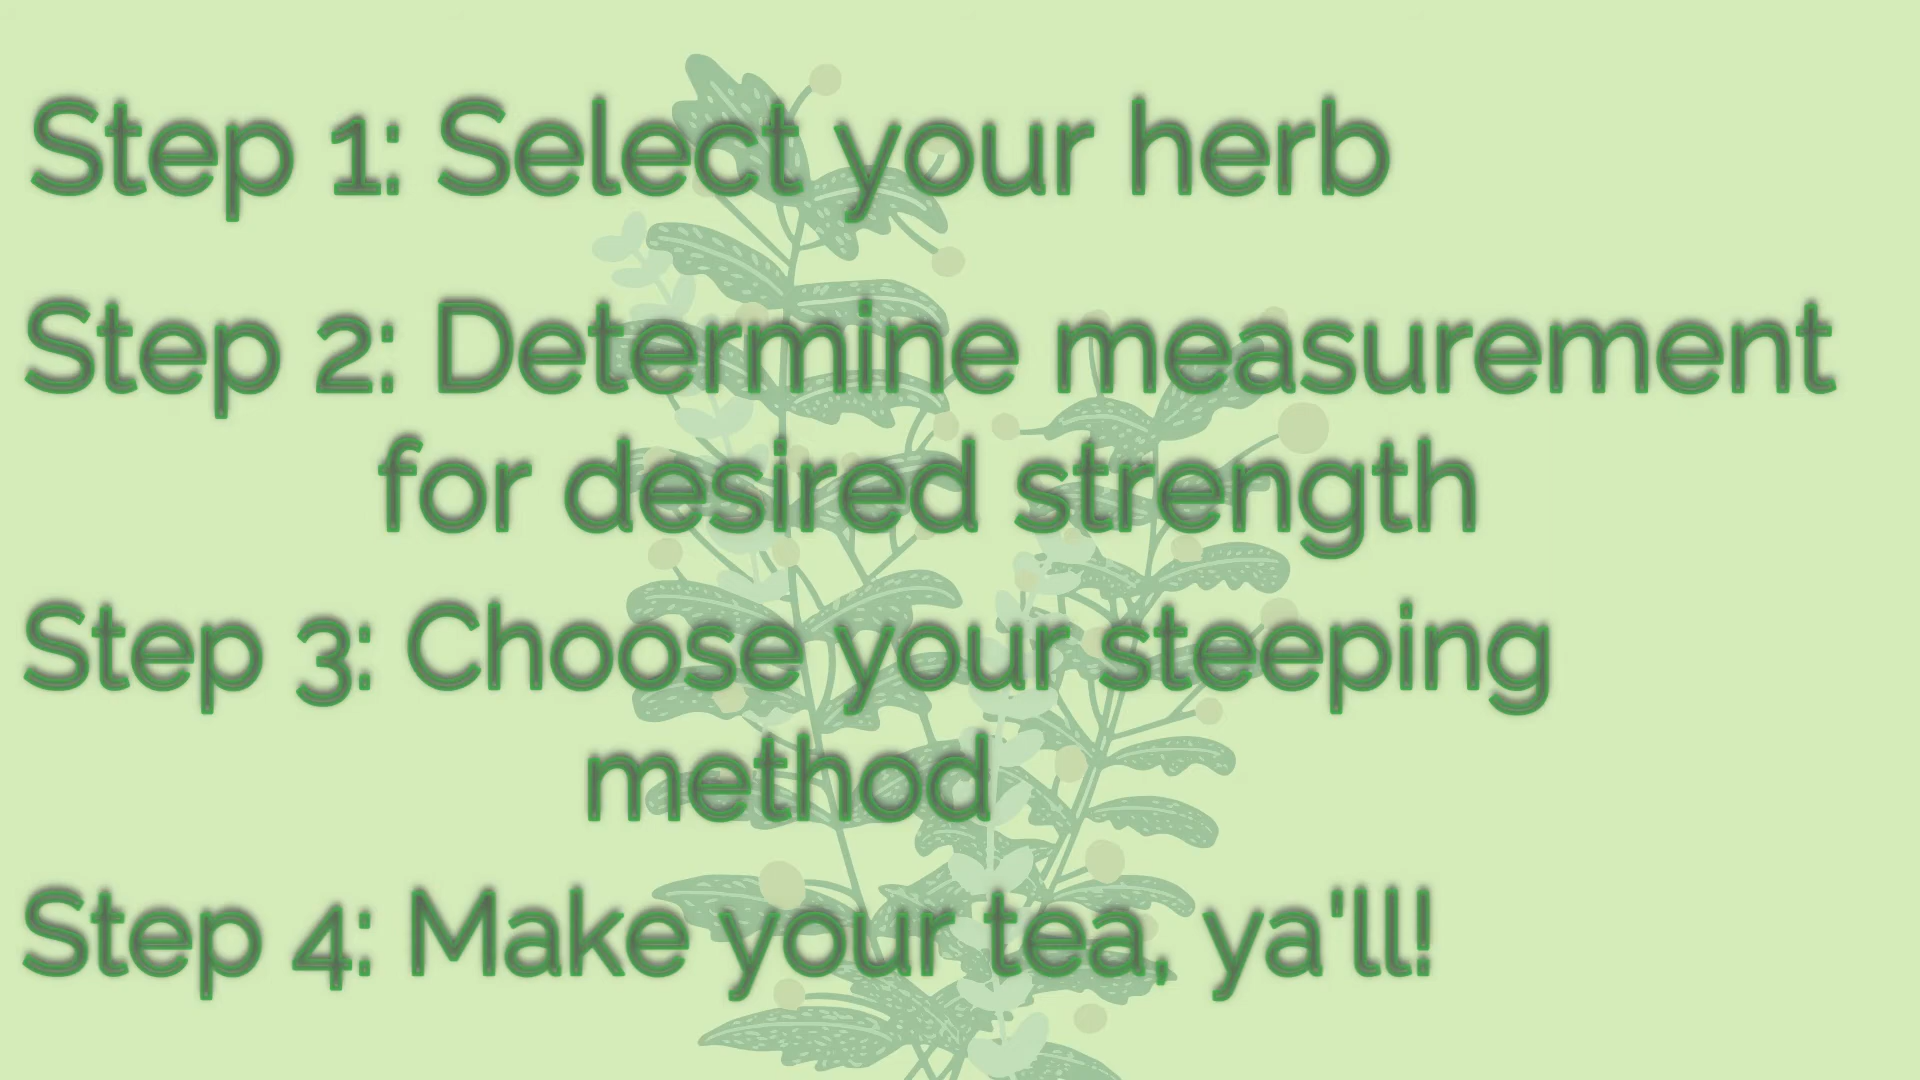 Step 1: Select your herb
Step 2: Determine measurement
for desired strength
Step 3: Choose your steeping
method
Step 4: Make your tea, ya'll!